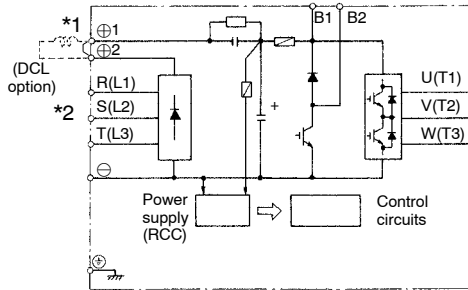 *1
⊕1
⊕2
(DCL
option)
*2
R(L1)
S(L2)
T(L3)
⊖
B1 B2
+
U(T1)
V(T2)
W(T3)
Power
supply
(RCC)
Control
circuits